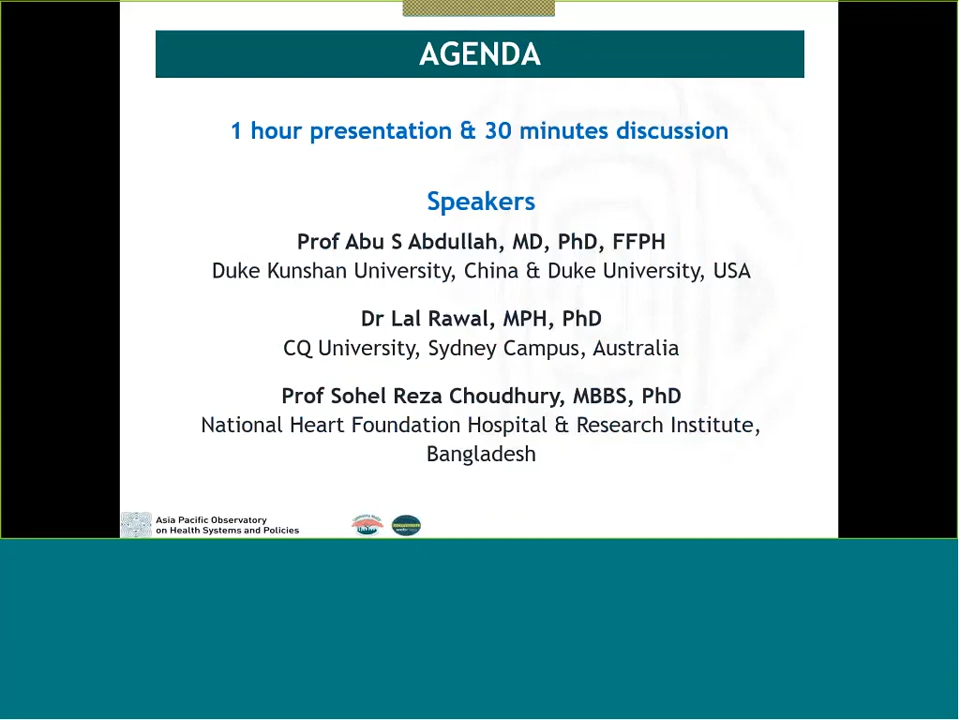 AGENDA
1 hour presentation & 30 minutes discussion
Speakers
Prof Abu S Abdullah, MD, PhD, FFPH
Duke Kunshan University, China & Duke University, USA
Dr Lal Rawal, MPH, PhD
CQ University, Sydney Campus, Australia
Prof Sohel Reza Choudhury, MBBS, PhD
National Heart Foundation Hospital & Research Institute,
Bangladesh
Asia Pacific Observatory
on Health Systems and Policies